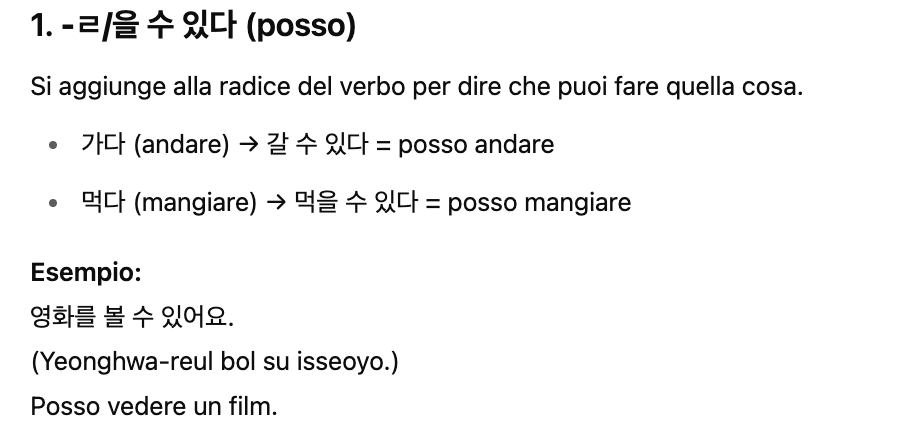 1. -ㄹ/을 수 있다 (posso)
Si aggiunge alla radice del verbo per dire che puoi fare quella cosa.
• 가다 (andare) → 갈 수 있다 = posso andare
• 먹다 (mangiare) → 먹을 수 있다 = posso mangiare
Esempio:
영화를 볼 수 있어요.
(Yeonghwa-reul bol su isseoyo.)
Posso vedere un film.